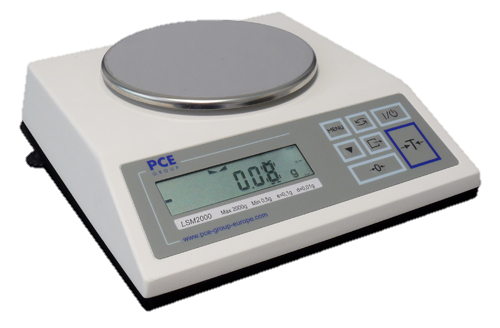 PCE
GROUP
0.08 g
LSM2000 Max 2000g Min 0,5g e=0,1g d=0,01g
www.pce-group-europe.com
MENU
I/⏻
→T←
→0←